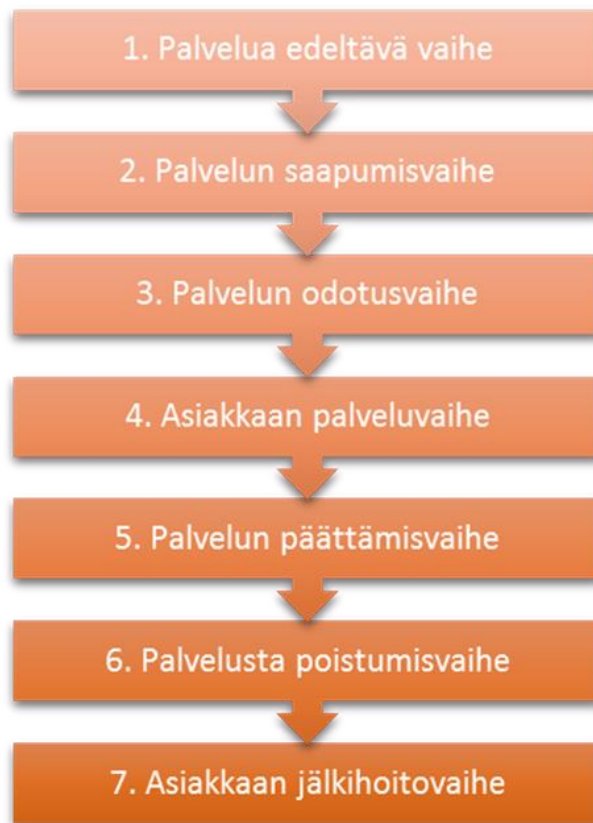 1. Palvelua edeltävä vaihe
2. Palvelun saapumisvaihe
3. Palvelun odotusvaihe
4. Asiakkaan palveluvaihe
5. Palvelun päättämisvaihe
6. Palvelusta poistumisvaihe
7. Asiakkaan jälkihoitovaihe